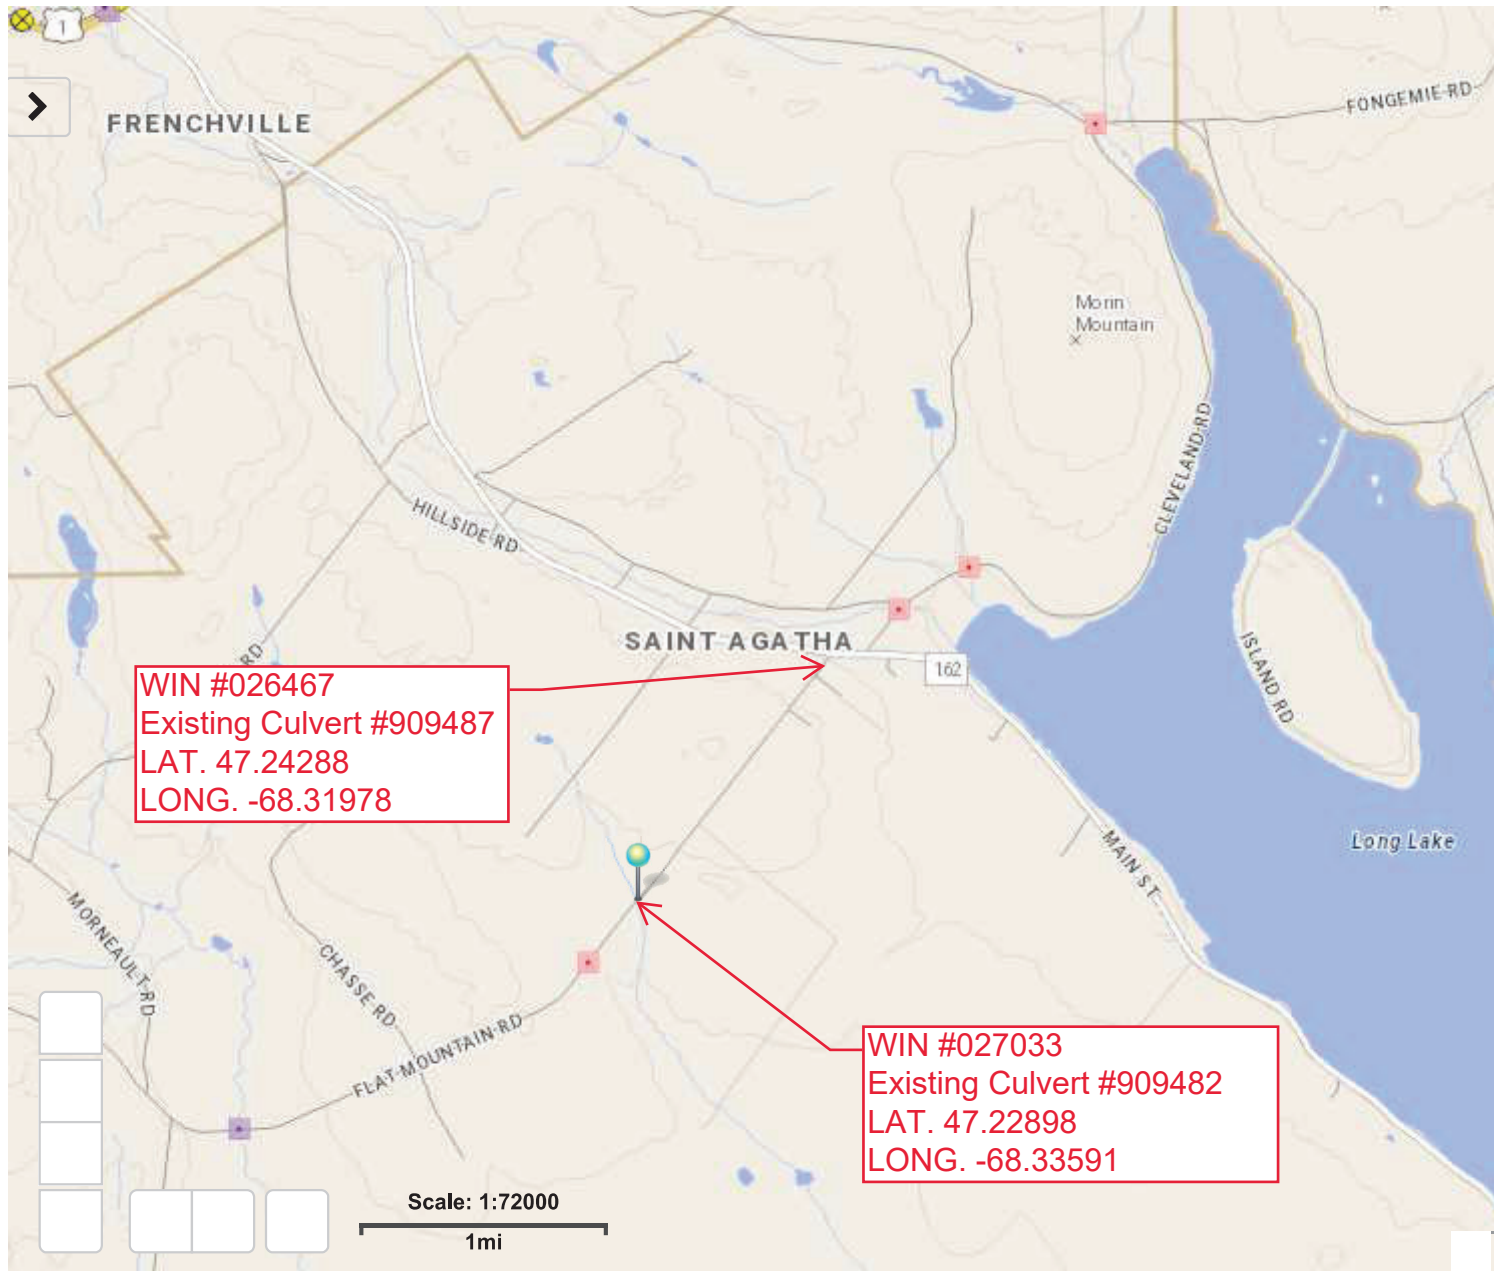 1
FRENCHVILLE
FONGEMIE RD
Morin
Mountain
CLEVELAND RD
HILLSIDE RD
SAINT AGATHA
162
ISLAND RD
RD
WIN #026467
Existing Culvert #909487
LAT. 47.24288
LONG. -68.31978
Long Lake
MAIN ST
MORNEAULT RD
CHASSE RD
FLAT MOUNTAIN RD
WIN #027033
Existing Culvert #909482
LAT. 47.22898
LONG. -68.33591
Scale: 1:72000
1mi